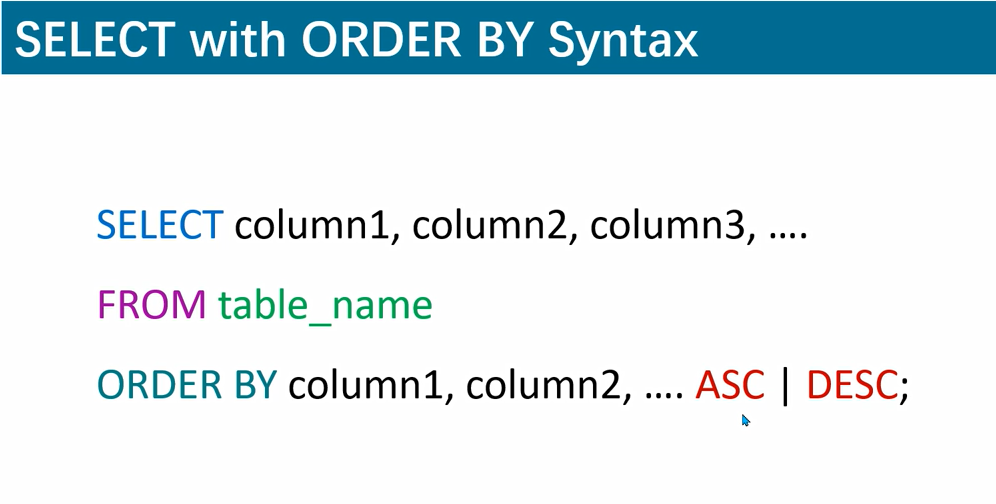 SELECT with ORDER BY Syntax
SELECT column1, column2, column3, ....
FROM table_name
ORDER BY column1, column2, .... ASC | DESC;